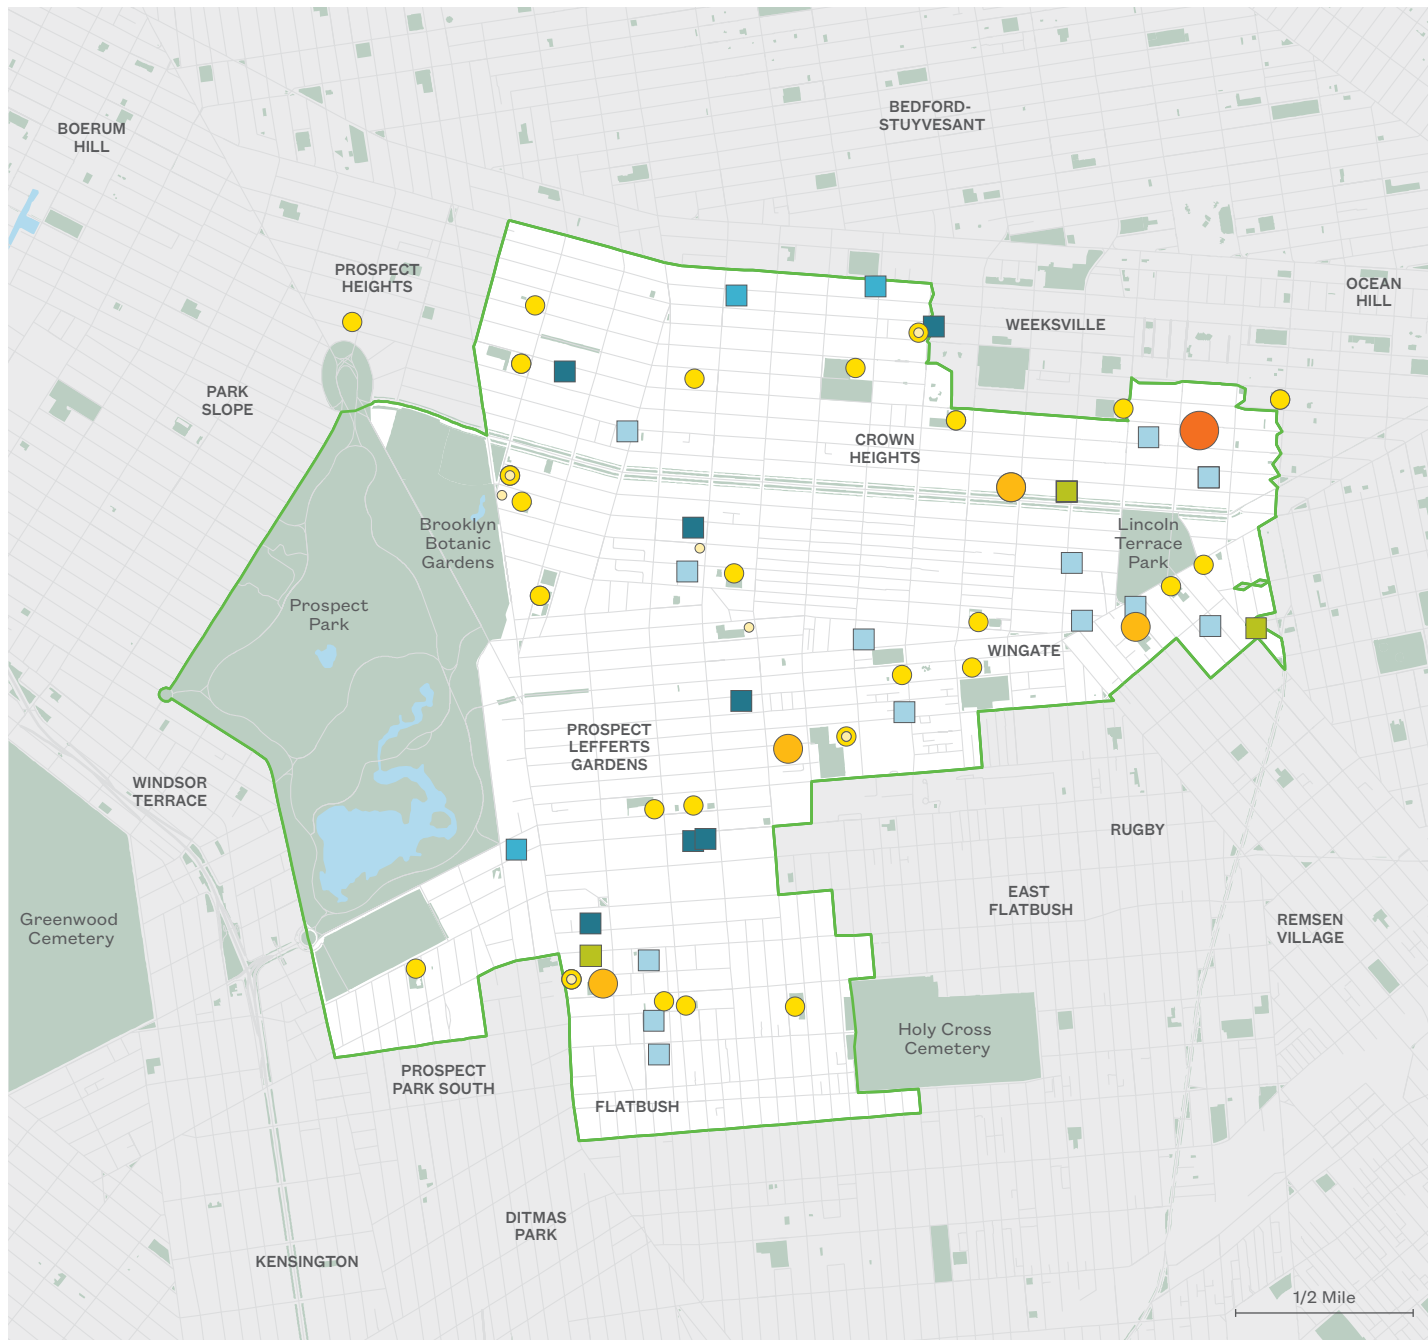 BEDFORD-
STUYVESANT
BOERUM
HILL
PROSPECT
HEIGHTS
OCEAN
HILL
WEEKSVILLE
PARK
SLOPE
CROWN
HEIGHTS
Brooklyn
Botanic
Gardens
Lincoln
Terrace
Park
Prospect
Park
WINGATE
PROSPECT
LEFFERTS
GARDENS
WINDSOR
TERRACE
RUGBY
EAST
FLATBUSH
Greenwood
Cemetery
REMSEN
VILLAGE
Holy Cross
Cemetery
PROSPECT
PARK SOUTH
FLATBUSH
DITMAS
PARK
KENSINGTON
1/2 Mile